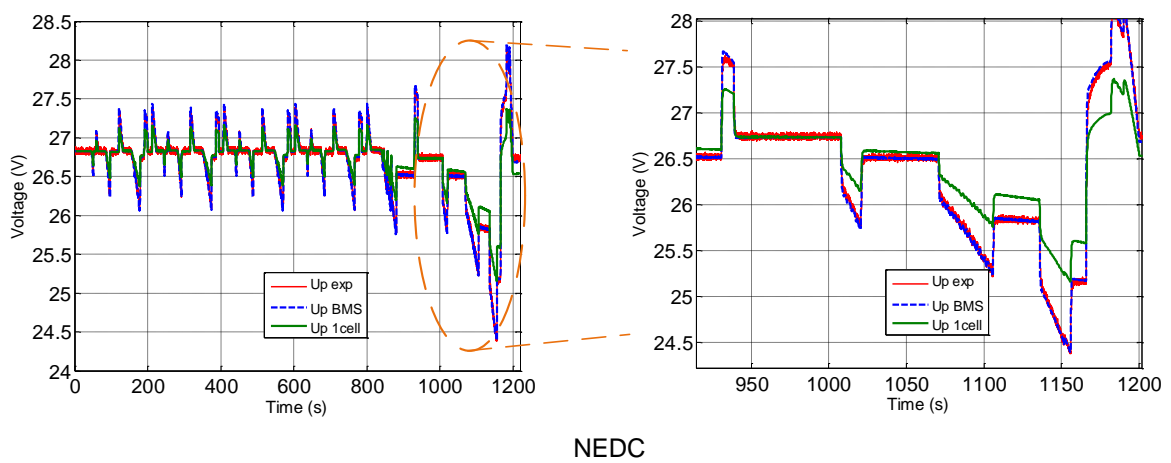 28.5
28
27.5
27
26.5
26
25.5
25
24.5
24
0 200 400 600 800 1000 1200
Voltage (V)
Time (s)
Up exp
Up BMS
Up 1cell
28
27.5
27
26.5
26
25.5
25
24.5
950 1000 1050 1100 1150 1200
Voltage (V)
Time (s)
Up exp
Up BMS
Up 1cell
NEDC